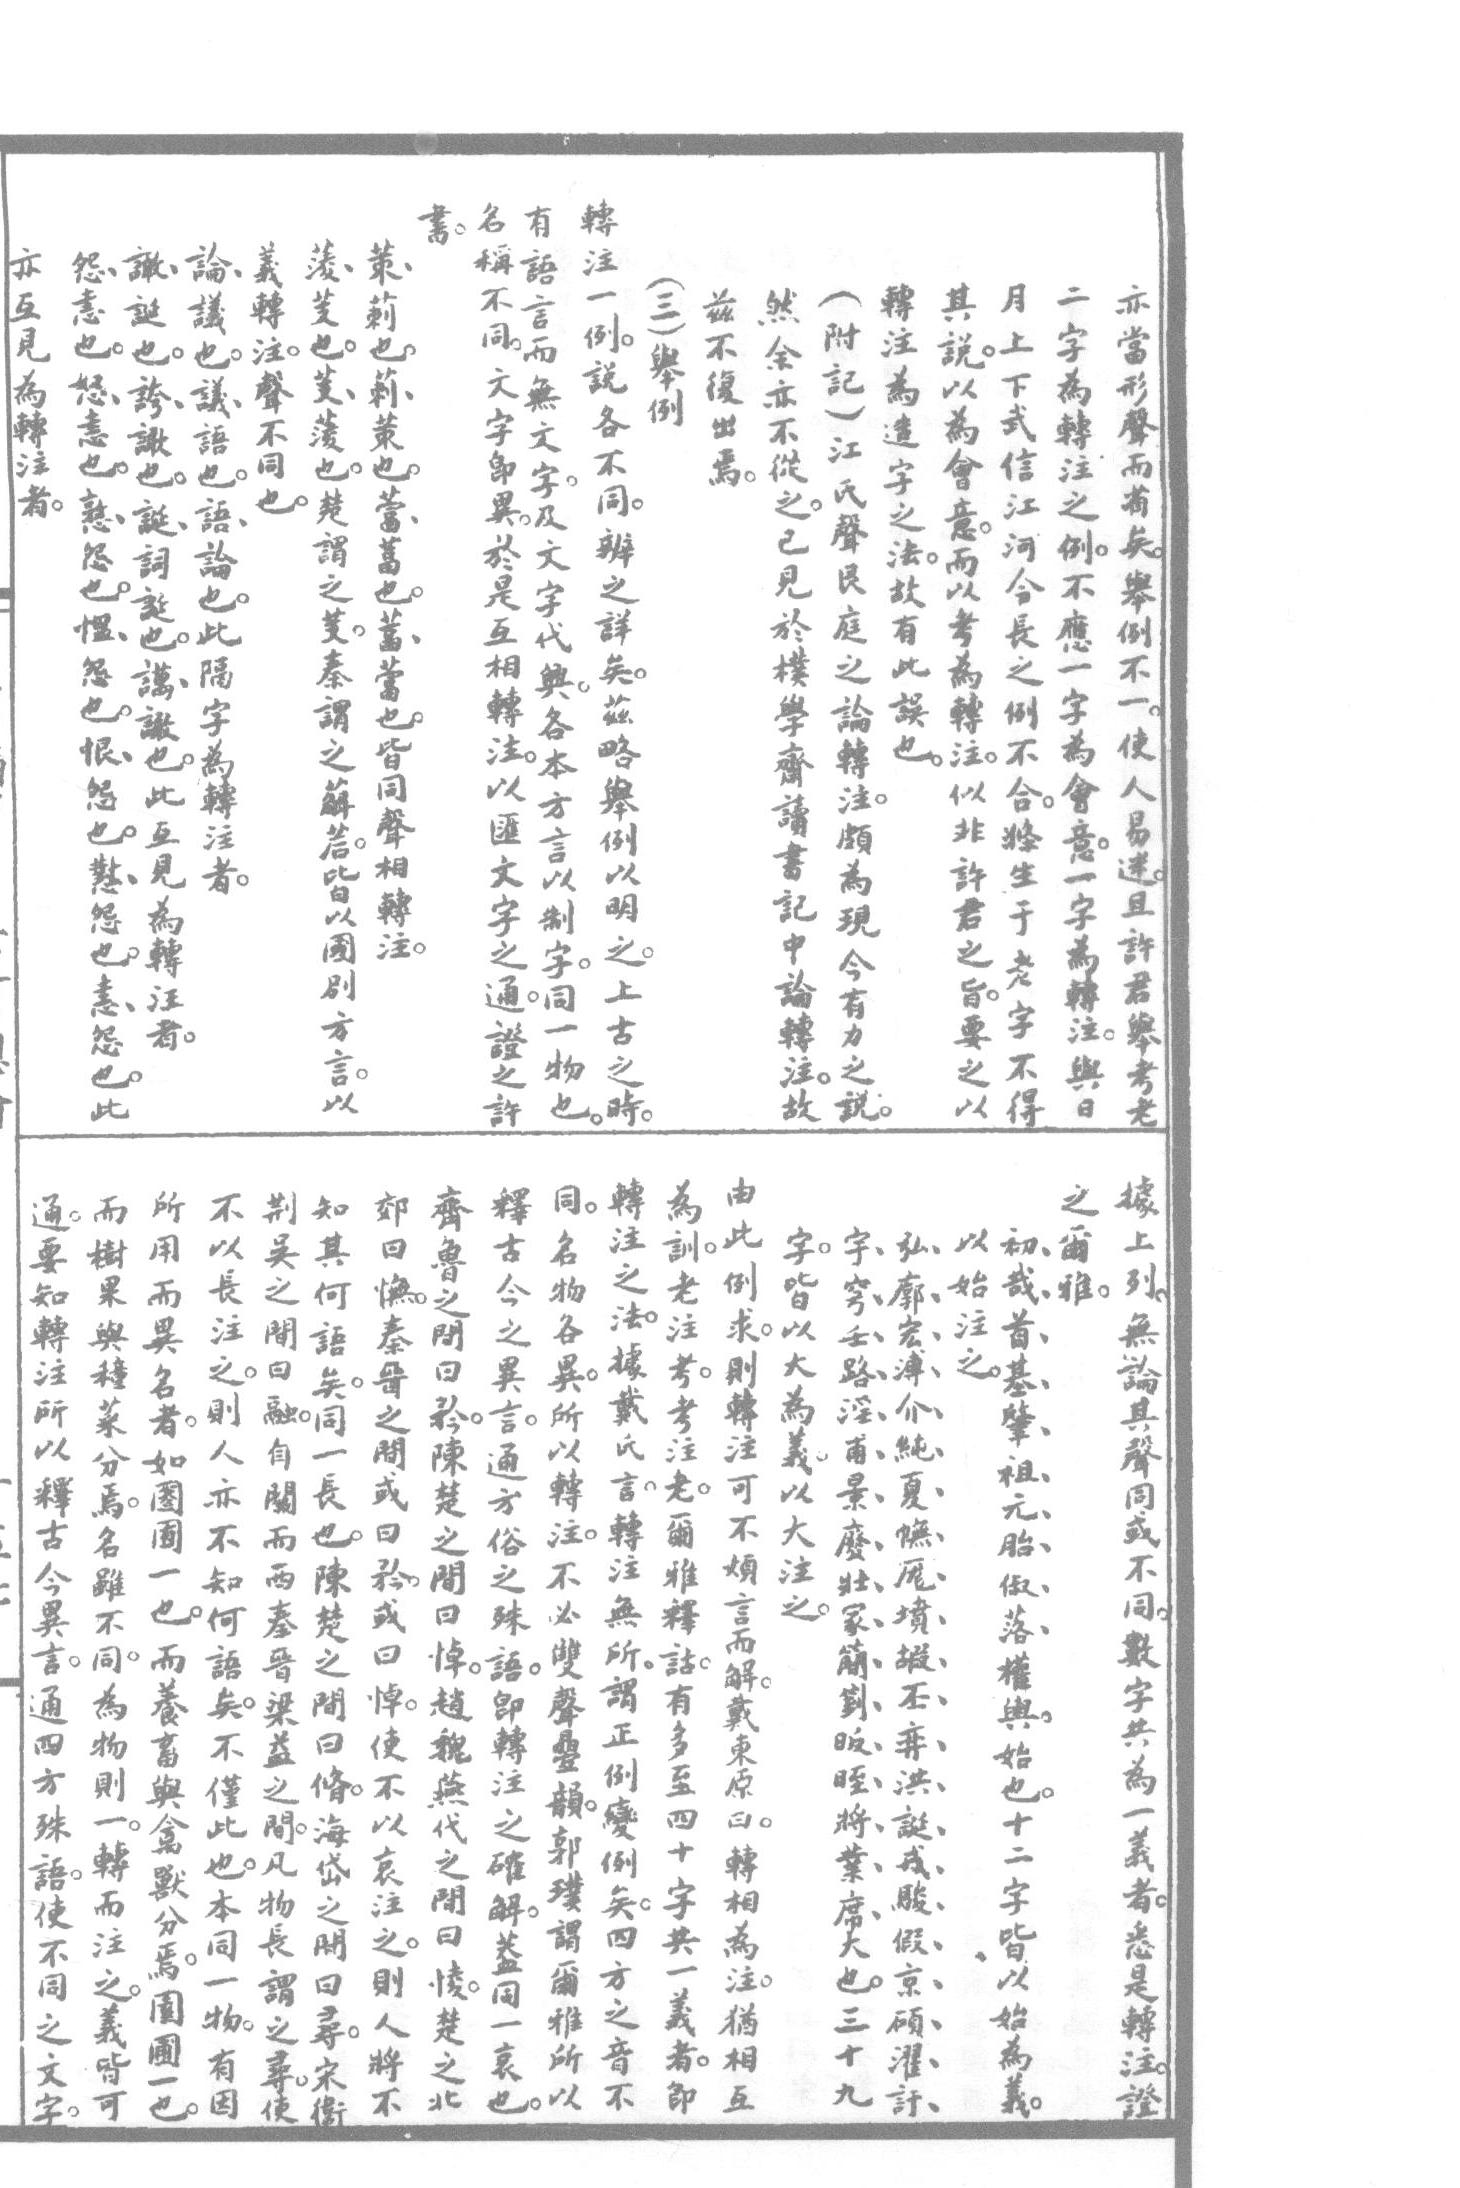 亦當形聲而省矣。舉例不一。使人易迷。且許君舉考老
二字為轉注之例。不應一字為會意。一字為轉注。與日
月上下武信江河令長之例不合。絳生于老字不得
其說。以為會意。而以考為轉注。似非許君之旨。要之以
轉注為造字之法。故有此誤也。
(附記)江氏聲艮庭之論轉注。頗為現今有力之說。
然余亦不從之。已見於樸學齋讀書記中論轉注。故
茲不復出焉。
(三)舉例
轉注一例。說各不同。辨之詳矣。茲略舉例以明之。上古之時。
有語言而無文字。及文字代興。各本方言以制字。同一物也。
名稱不同。文字卽異。於是互相轉注。以匯文字之通。證之許
書。
茦、莿也。莿、茦也。䔰、葍也。葍、䔰也。皆同聲相轉注。
蔆、芰也。芰、蔆也。楚謂之芰。秦謂之薢茩。皆以國別方言。以
義轉注。聲不同也。
論、議也。議、語也。語、論也。此隔字為轉注者。
譀、誕也。誇、譀也。誕、詞誕也。譪、譀也。此互見為轉注者。
怨、恚也。怒、恚也。憝、怨也。慍、怨也。恨、怨也。懟、怨也。恚、怨也。此
亦互見為轉注者。
據上列。無論其聲同或不同。數字共為一義者。悉是轉注。證
之爾雅。
初、哉、首、基、肇、祖、元、胎、俶、落、權輿。始也。十二字皆以始為義。
以始注之。
弘、廓、宏、溥、介、純、夏、幠、厖、墳、嘏、丕、弈、洪、誕、戎、駿、假、京、碩、濯、訏、
宇、穹、壬、路、淫、甫、景、廢、壯、冢、簡、箌、昄、晊、將、業、席、大也。三十九
字。皆以大為義。以大注之。
由此例求。則轉注可不煩言而解。戴東原曰。轉相為注。猶相互
為訓。老注考。考注老。爾雅釋詁。有多至四十字共一義者。卽
轉注之法。據戴氏言。轉注無所謂正例變例矣。四方之音不
同。名物各異。所以轉注。不必雙聲疊韻。郭璞謂爾雅所以
釋古今之異言。通方俗之殊語。卽轉注之確解。蓋同一哀也。
齊魯之間曰矜。陳楚之間曰悼。趙魏燕代之間曰悷。楚之北
郊曰憮。秦晉之間或曰矜。或曰悼。使不以哀注之。則人將不
知其何語矣。同一長也。陳楚之間曰脩。海岱之間曰尋。宋衞
荆吳之間曰融。自關而西秦晉梁益之間。凡物長謂之尋。使
不以長注之。則人亦不知何語矣。不僅此也。本同一物。有因
所用而異名者。如圈囿一也。而養畜與禽獸分焉。園圃一也。
而樹果與種菜分焉。名雖不同。為物則一。轉而注之。義皆可
通。要知轉注所以釋古今異言。通四方殊語。使不同之文字。